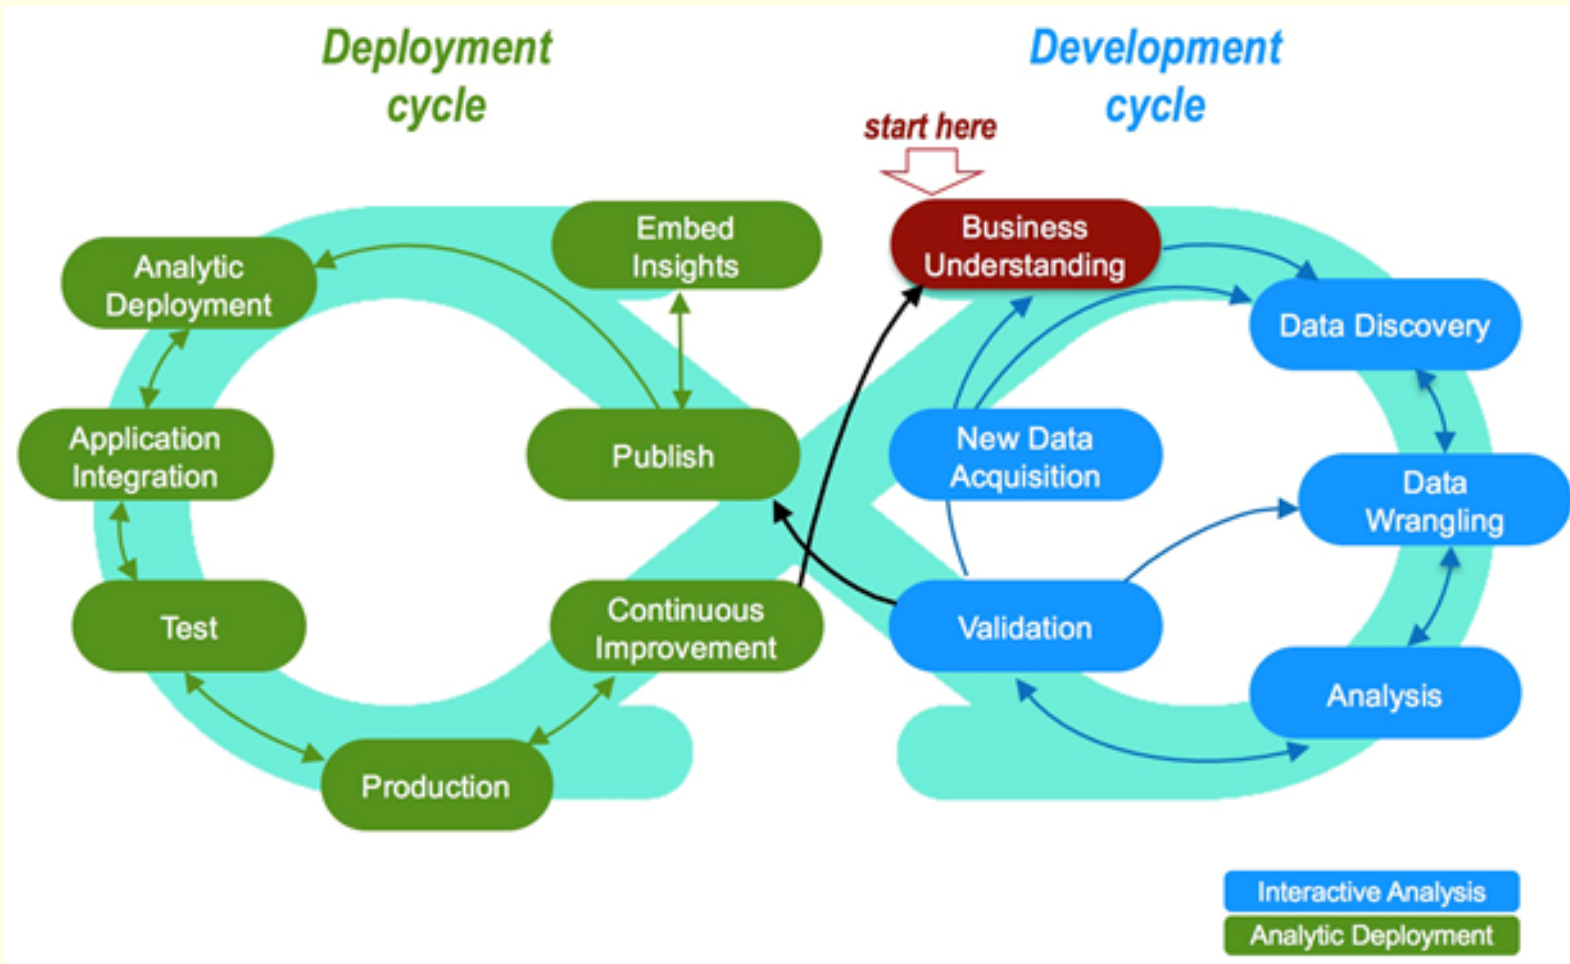 Deployment
cycle
Development
cycle
start here
Embed
Insights
Business
Understanding
Analytic
Deployment
Data Discovery
Application
Integration
Publish
New Data
Acquisition
Data
Wrangling
Test
Continuous
Improvement
Validation
Analysis
Production
Interactive Analysis
Analytic Deployment